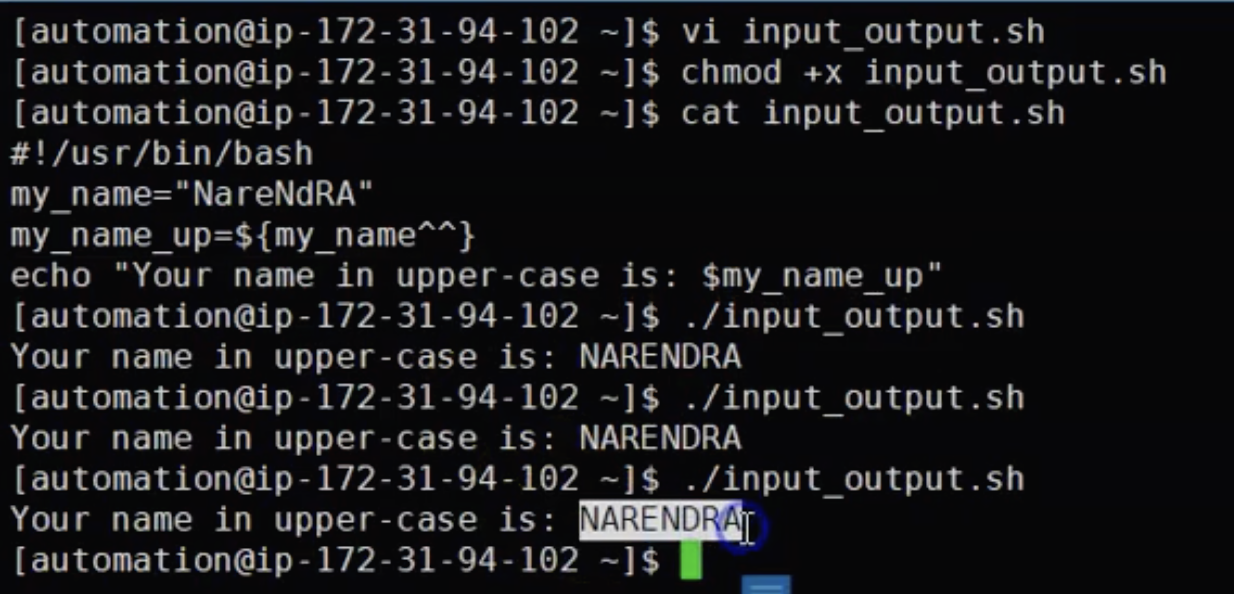 [automation@ip-172-31-94-102 ~]$ vi input_output.sh
[automation@ip-172-31-94-102 ~]$ chmod +x input_output.sh
[automation@ip-172-31-94-102 ~]$ cat input_output.sh
#!/usr/bin/bash
my_name="NareNdRA"
my_name_up=${my_name^^}
echo "Your name in upper-case is: $my_name_up"
[automation@ip-172-31-94-102 ~]$ ./input_output.sh
Your name in upper-case is: NARENDRA
[automation@ip-172-31-94-102 ~]$ ./input_output.sh
Your name in upper-case is: NARENDRA
[automation@ip-172-31-94-102 ~]$ ./input_output.sh
Your name in upper-case is: NARENDRA
[automation@ip-172-31-94-102 ~]$